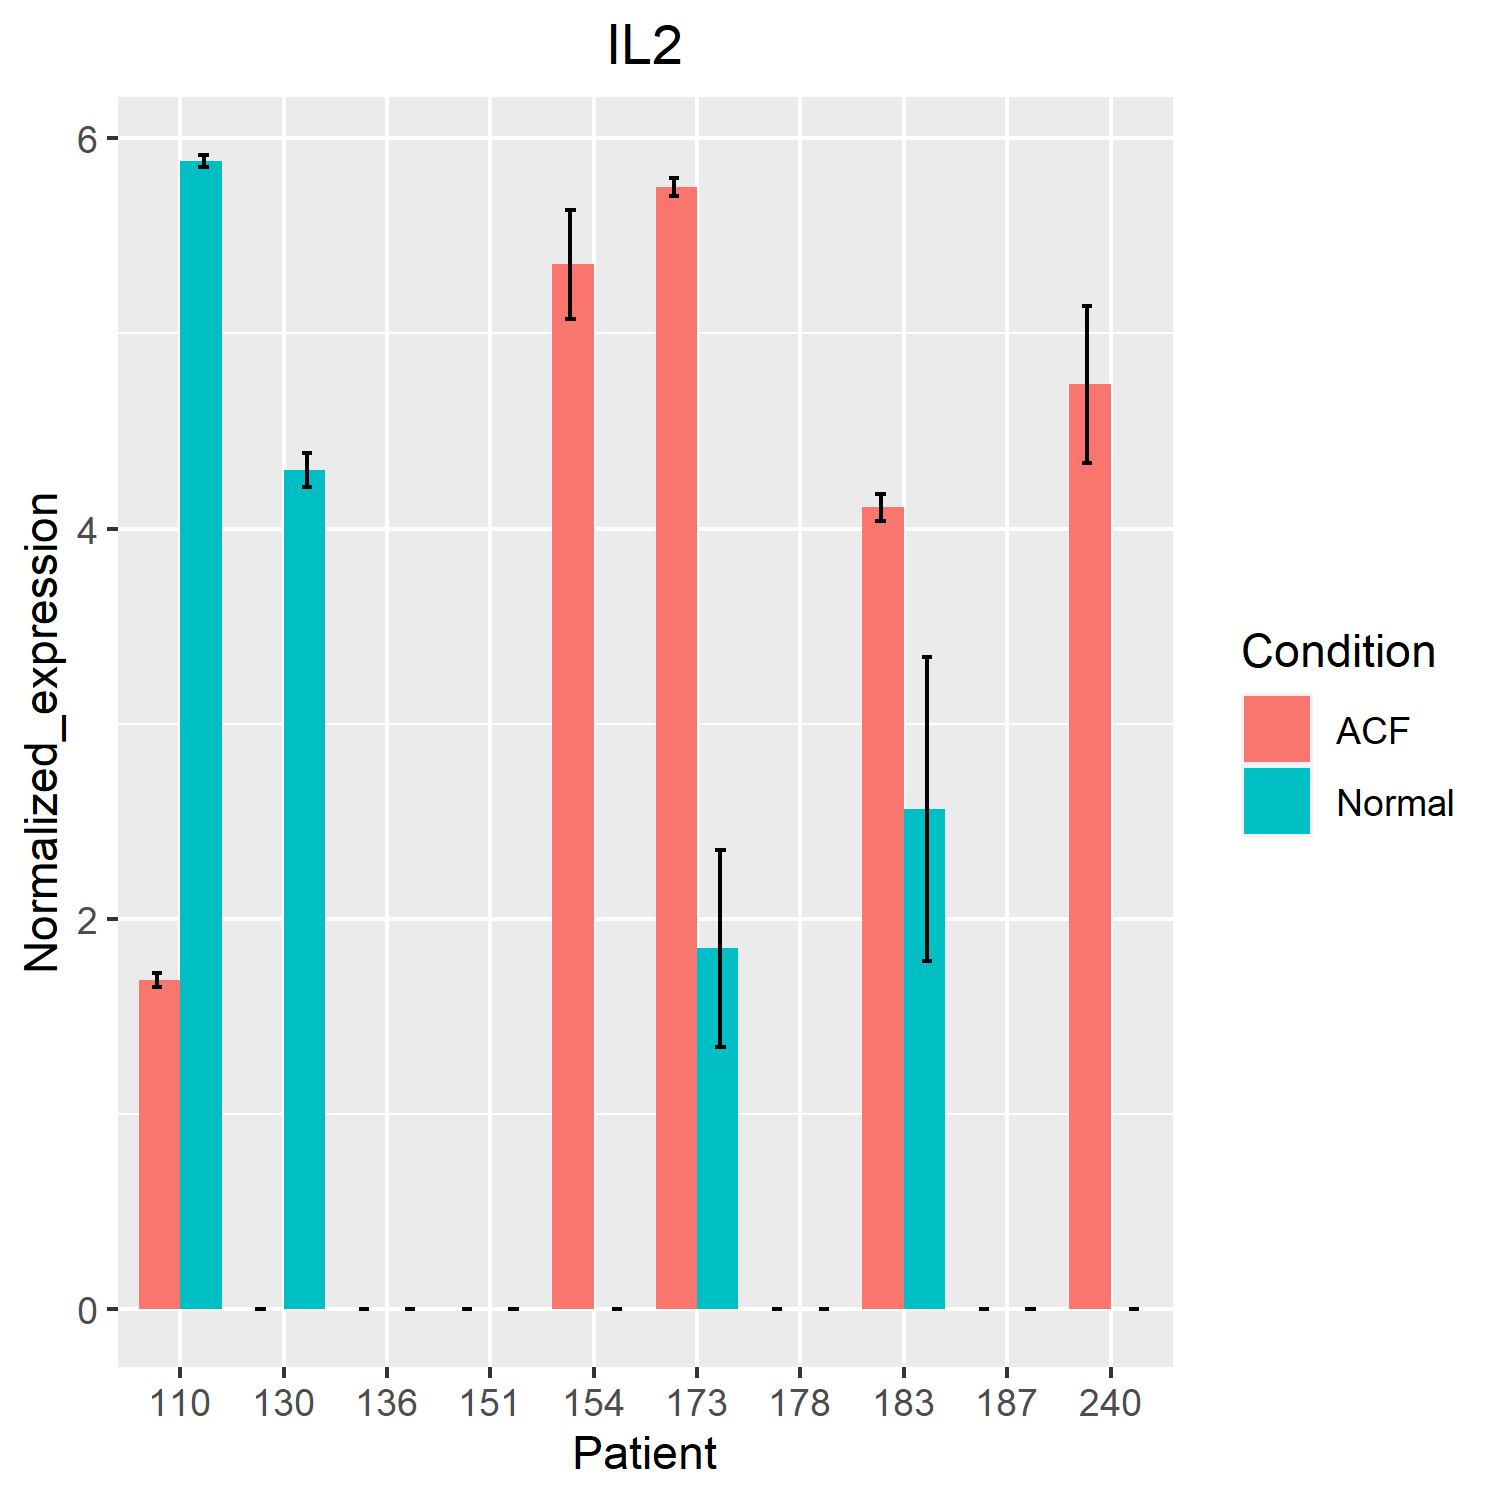 IL2
6
4
2
0
Normalized_expression
110 130 136 151 154 173 178 183 187 240
Patient
Condition
ACF
Normal